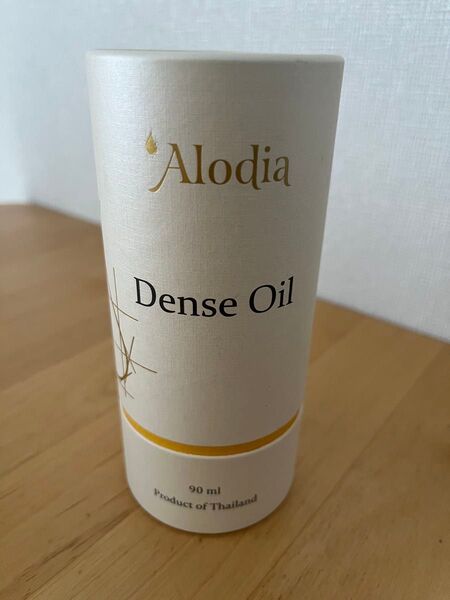 Alodia
Dense Oil
90 ml
Product of Thailand